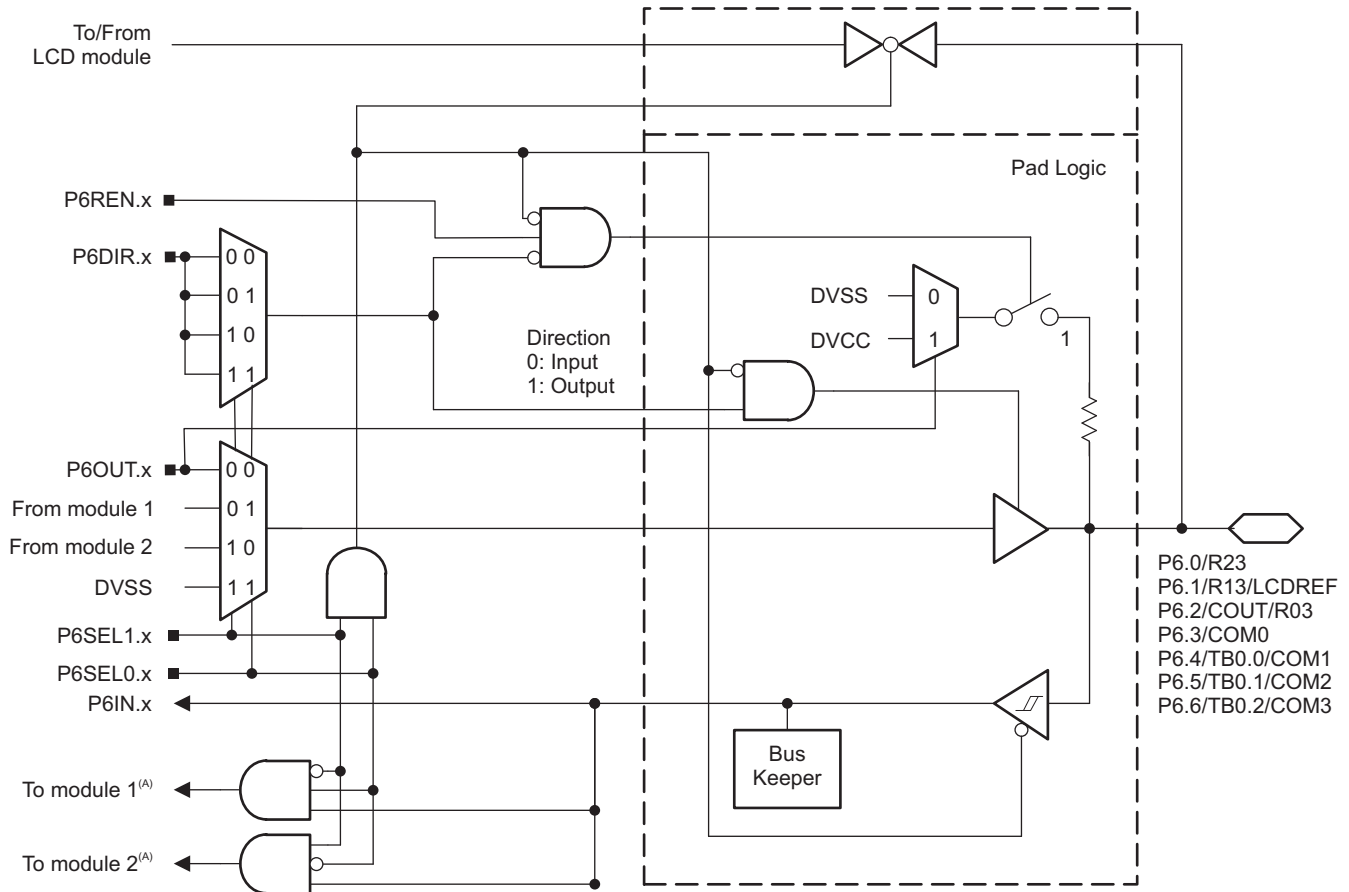 To/From
LCD module
Pad Logic
P6REN.x
P6DIR.x
0 0
0 1
1 0
1 1
Direction
0: Input
1: Output
DVSS
DVCC
0
1
1
P6OUT.x
From module 1
From module 2
DVSS
0 0
0 1
1 0
1 1
P6SEL1.x
P6SEL0.x
P6IN.x
P6.0/R23
P6.1/R13/LCDREF
P6.2/COUT/R03
P6.3/COM0
P6.4/TB0.0/COM1
P6.5/TB0.1/COM2
P6.6/TB0.2/COM3
Bus
Keeper
To module 1(A)
To module 2(A)